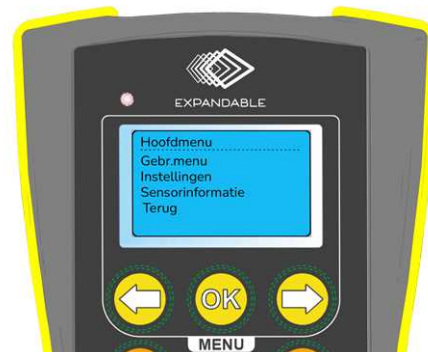 EXPANDABLE
Hoofdmenu
Gebr.menu
Instellingen
Sensorinformatie
Terug
OK
MENU